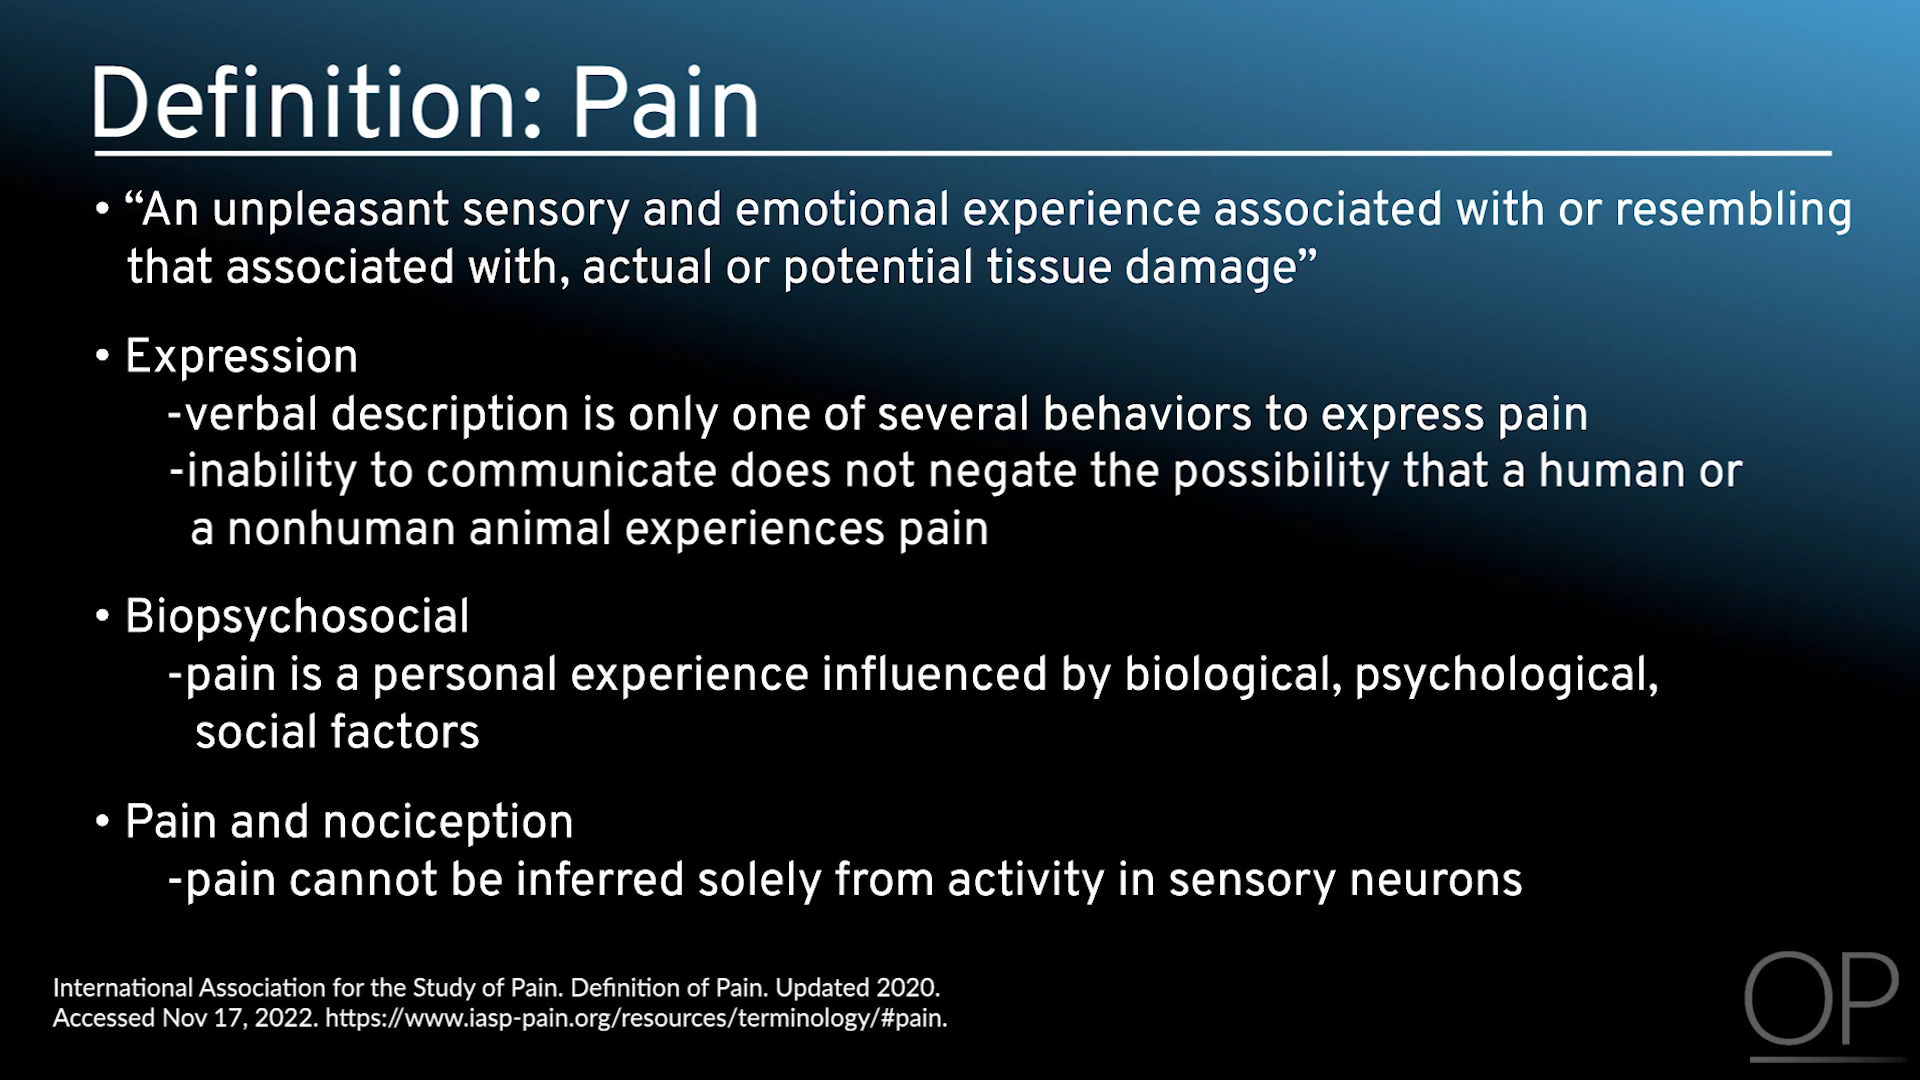 Definition: Pain
• “An unpleasant sensory and emotional experience associated with or resembling
that associated with, actual or potential tissue damage”
• Expression
-verbal description is only one of several behaviors to express pain
-inability to communicate does not negate the possibility that a human or
a nonhuman animal experiences pain
• Biopsychosocial
-pain is a personal experience influenced by biological, psychological,
social factors
• Pain and nociception
-pain cannot be inferred solely from activity in sensory neurons
International Association for the Study of Pain. Definition of Pain. Updated 2020.
Accessed Nov 17, 2022. https://www.iasp-pain.org/resources/terminology/#pain.
OP